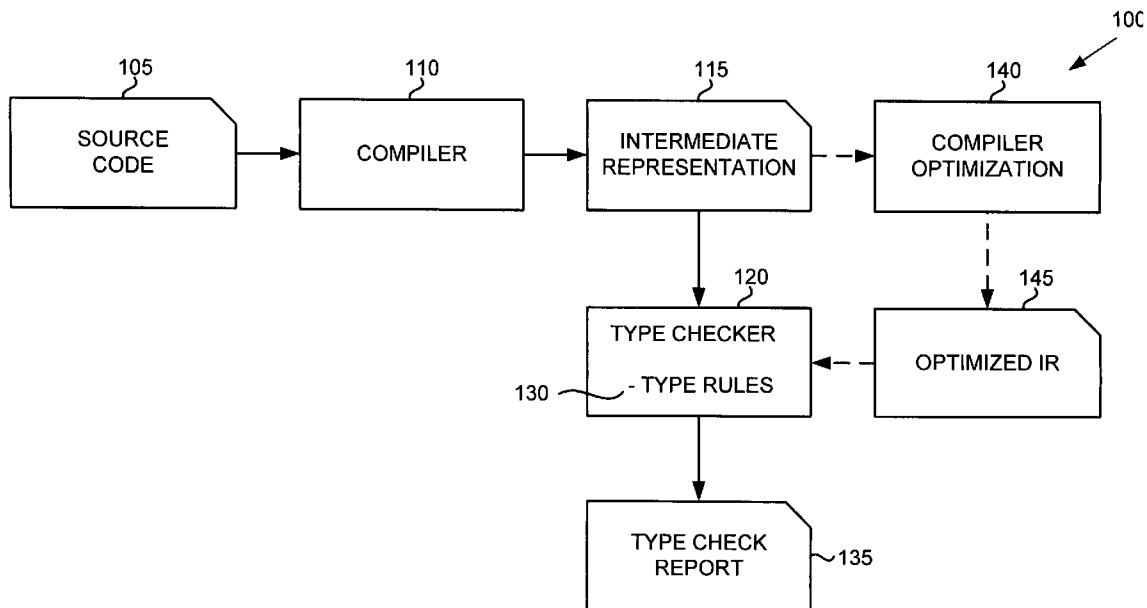 100
105
110
115
140
SOURCE
CODE
COMPILER
INTERMEDIATE
REPRESENTATION
COMPILER
OPTIMIZATION
120
145
TYPE CHECKER
130 - TYPE RULES
OPTIMIZED IR
TYPE CHECK
REPORT
135